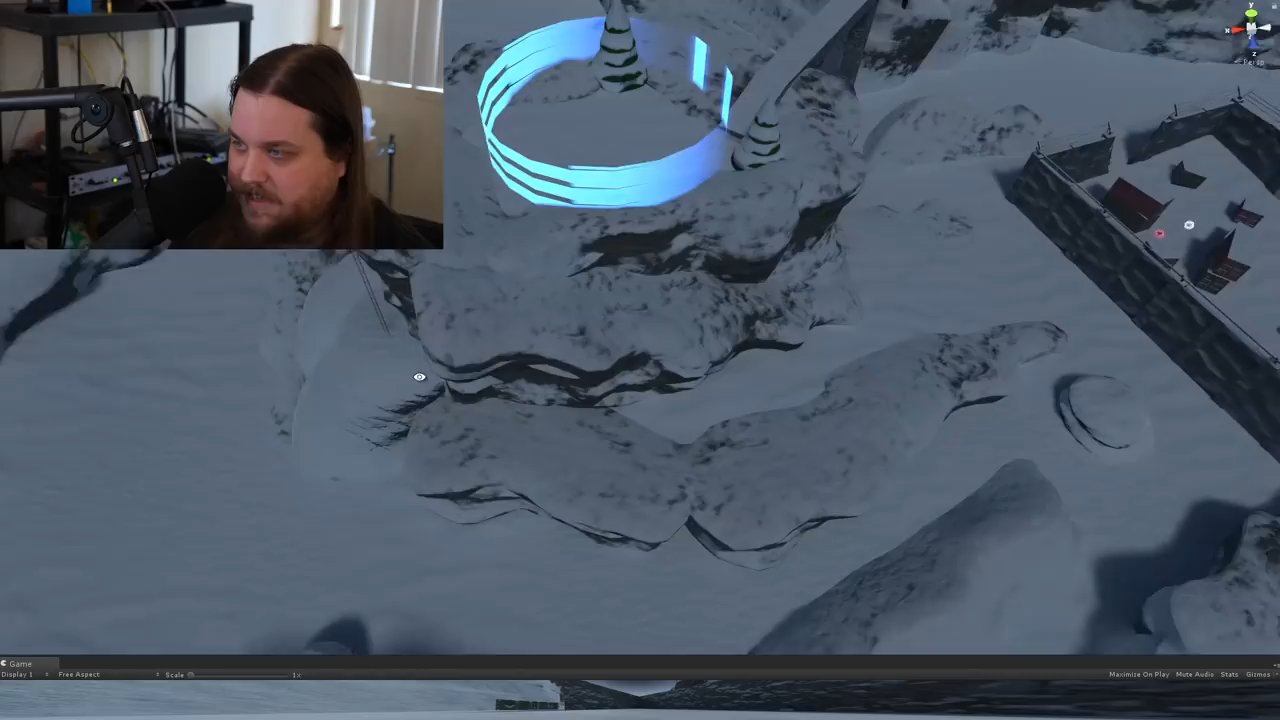 y
x
z
Persp
Game
Display 1 Free Aspect Scale 1x Maximize On Play Mute Audio Stats Gizmos